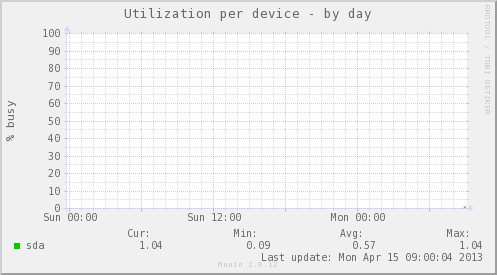 Utilization per device - by day
RRDTOOL / TOBI OETIKER
% busy
100
90
80
70
60
50
40
30
20
10
0
Sun 00:00 Sun 12:00 Mon 00:00
Cur: Min: Avg: Max:
sda 1.04 0.09 0.57 1.04
Last update: Mon Apr 15 09:00:04 2013
Munin 2.0.12